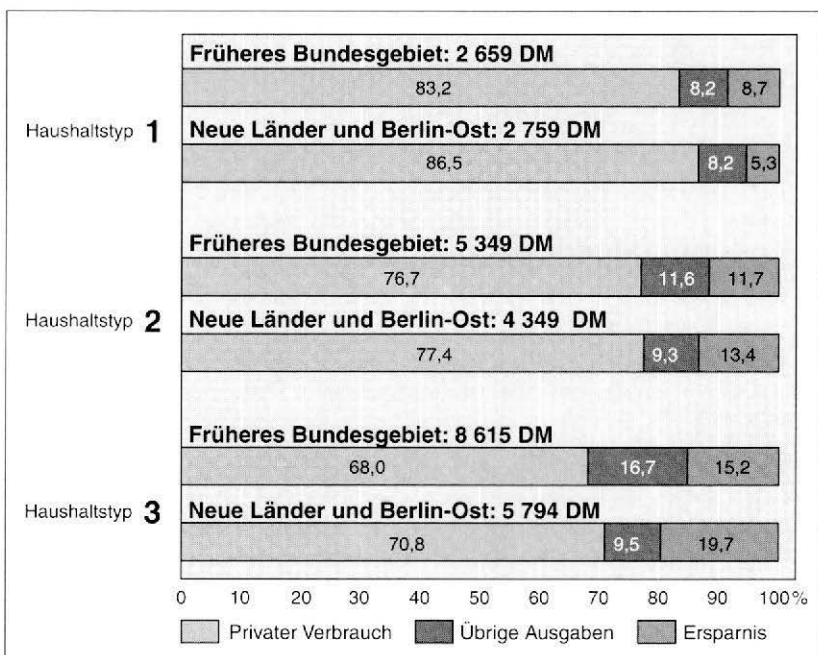 Früheres Bundesgebiet: 2 659 DM
83,2 8,2 8,7
Haushaltstyp 1
Neue Länder und Berlin-Ost: 2 759 DM
86,5 8,2 5,3
Früheres Bundesgebiet: 5 349 DM
76,7 11,6 11,7
Haushaltstyp 2
Neue Länder und Berlin-Ost: 4 349 DM
77,4 9,3 13,4
Früheres Bundesgebiet: 8 615 DM
68,0 16,7 15,2
Haushaltstyp 3
Neue Länder und Berlin-Ost: 5 794 DM
70,8 9,5 19,7
0 10 20 30 40 50 60 70 80 90 100 %
Privater Verbrauch Übrige Ausgaben Ersparnis